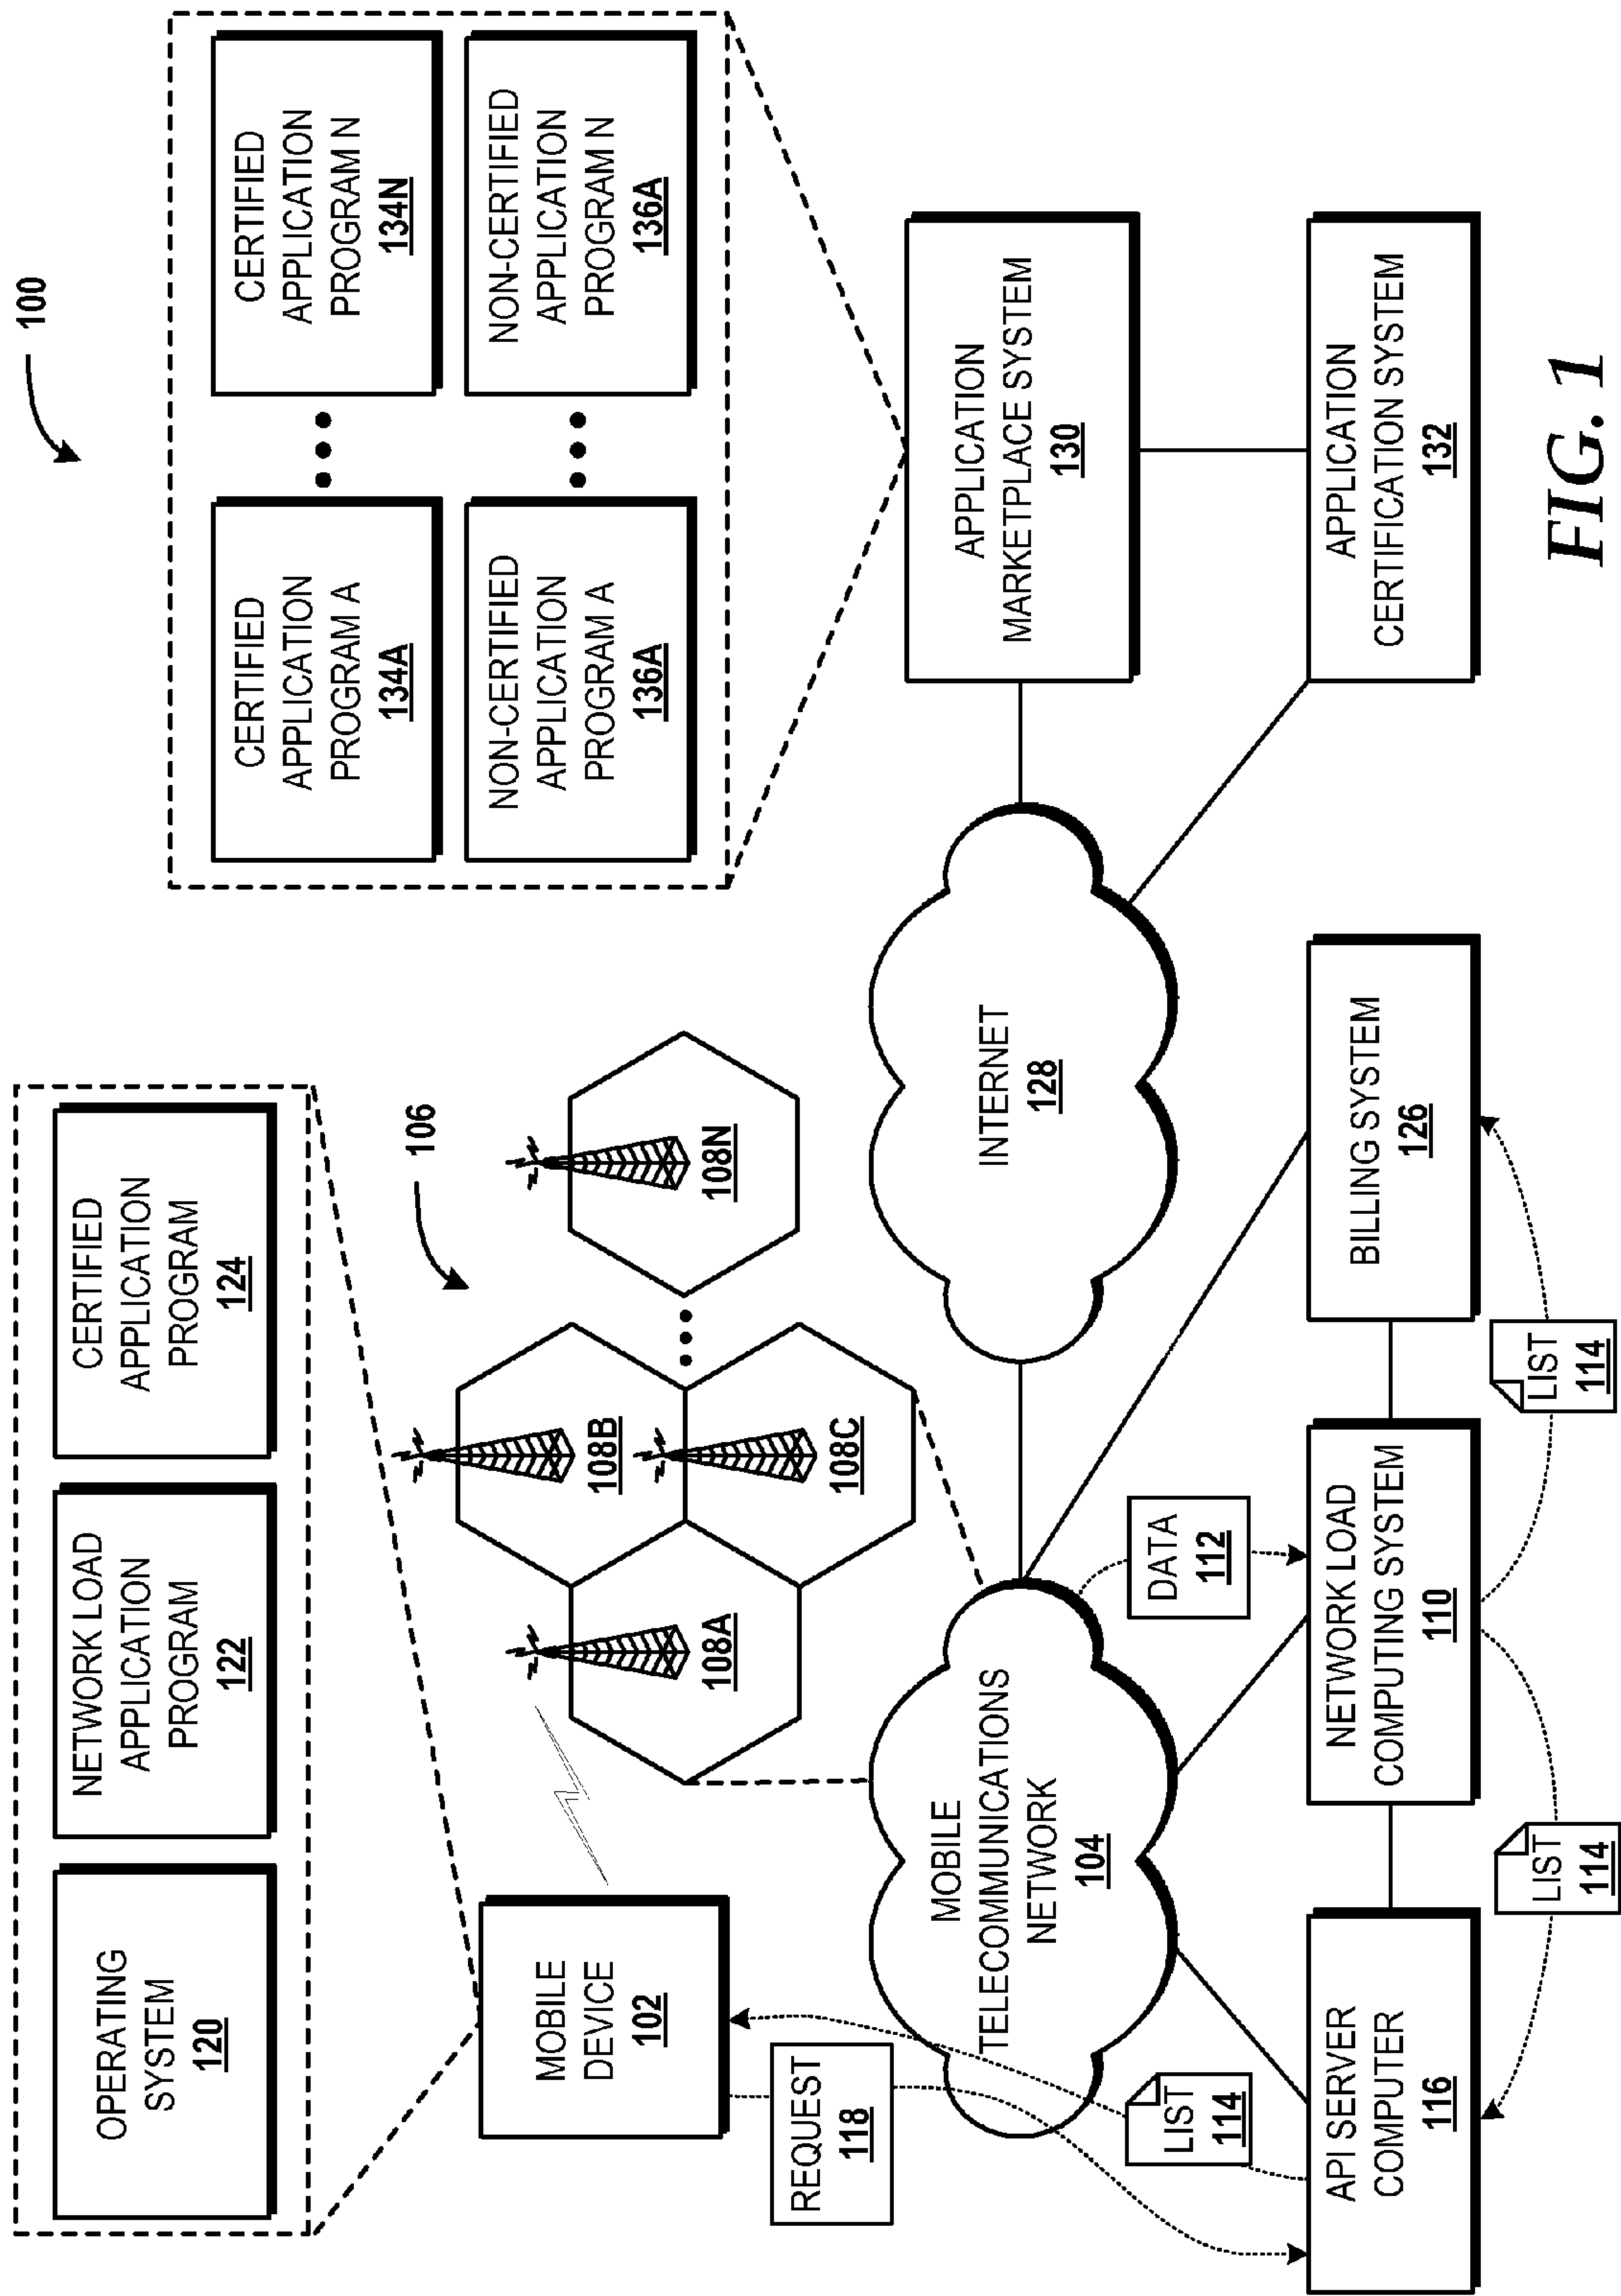 100
OPERATING
SYSTEM
120
NETWORK LOAD
APPLICATION
PROGRAM
122
CERTIFIED
APPLICATION
PROGRAM
124
CERTIFIED
APPLICATION
PROGRAM A
134A
CERTIFIED
APPLICATION
PROGRAM N
134N
NON-CERTIFIED
APPLICATION
PROGRAM A
136A
NON-CERTIFIED
APPLICATION
PROGRAM N
136A
106
108A
108B
108C
108N
MOBILE
DEVICE
102
REQUEST
118
MOBILE
TELECOMMUNICATIONS
NETWORK
104
INTERNET
128
APPLICATION
MARKETPLACE SYSTEM
130
LIST
114
DATA
112
API SERVER
COMPUTER
116
NETWORK LOAD
COMPUTING SYSTEM
110
BILLING SYSTEM
126
APPLICATION
CERTIFICATION SYSTEM
132
LIST
114
LIST
114
FIG. 1